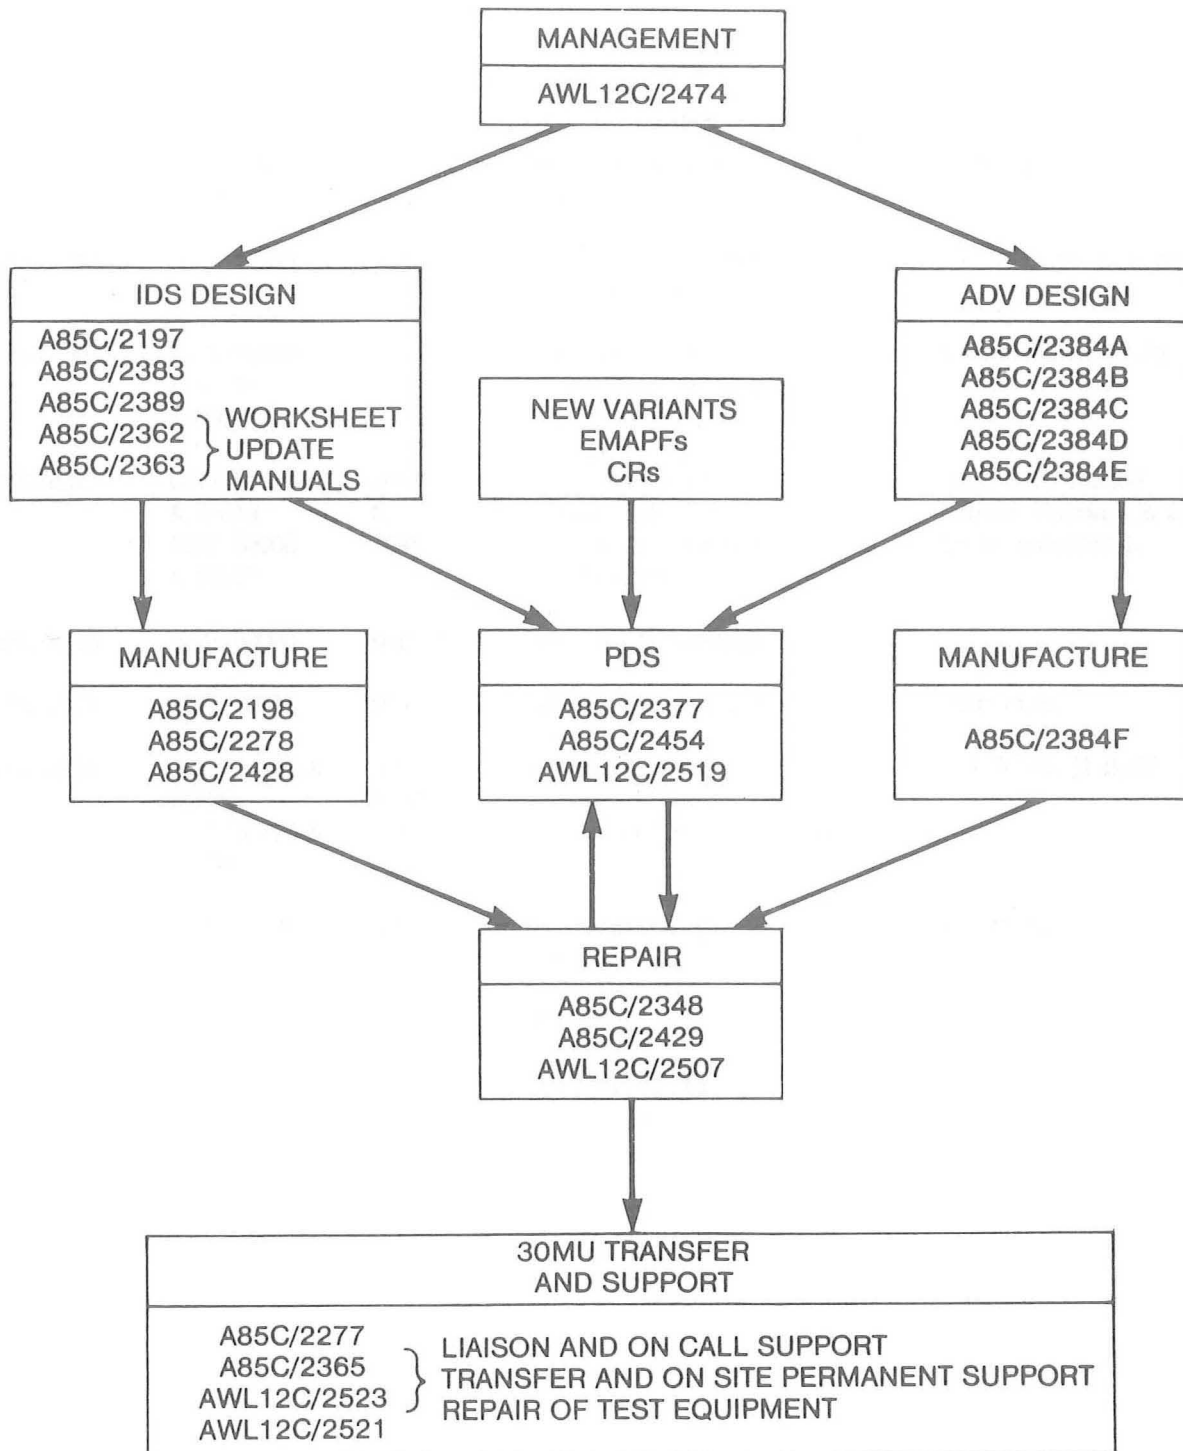 MANAGEMENT
AWL12C/2474
IDS DESIGN
A85C/2197
A85C/2383
A85C/2389
A85C/2362
A85C/2363
WORKSHEET
UPDATE
MANUALS
NEW VARIANTS
EMAPFs
CRs
ADV DESIGN
A85C/2384A
A85C/2384B
A85C/2384C
A85C/2384D
A85C/2384E
MANUFACTURE
A85C/2198
A85C/2278
A85C/2428
PDS
A85C/2377
A85C/2454
AWL12C/2519
MANUFACTURE
A85C/2384F
REPAIR
A85C/2348
A85C/2429
AWL12C/2507
30MU TRANSFER
AND SUPPORT
A85C/2277
A85C/2365
AWL12C/2523
AWL12C/2521
LIAISON AND ON CALL SUPPORT
TRANSFER AND ON SITE PERMANENT SUPPORT
REPAIR OF TEST EQUIPMENT